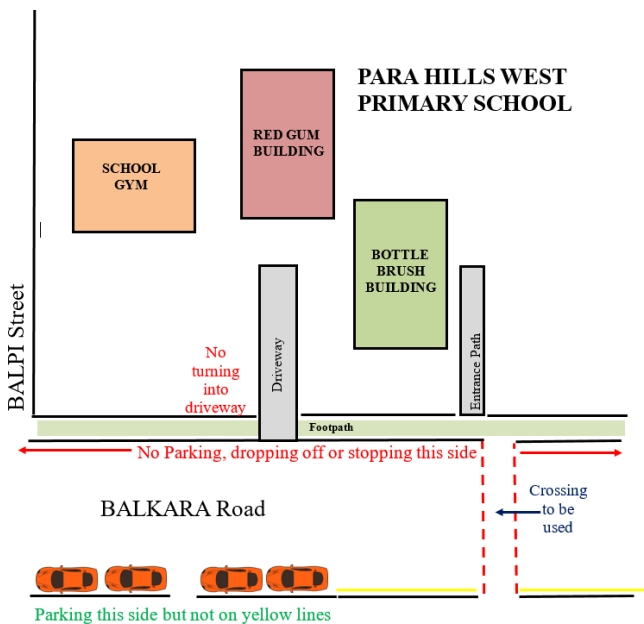 PARA HILLS WEST
PRIMARY SCHOOL
RED GUM
BUILDING
SCHOOL
GYM
BOTTLE
BRUSH
BUILDING
BALPI Street
No
turning
into
driveway
Driveway
Entrance Path
Footpath
No Parking, dropping off or stopping this side
BALKARA Road
Crossing
to be
used
Parking this side but not on yellow lines